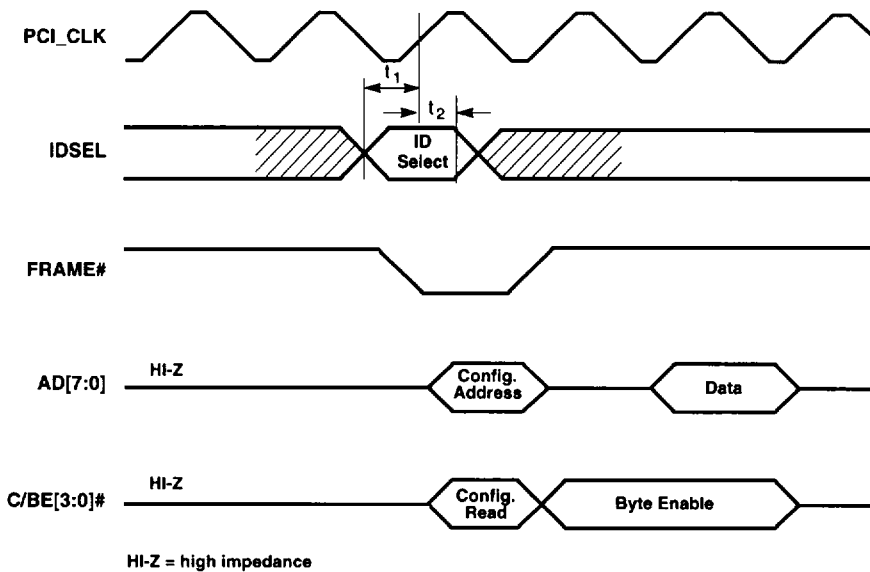 PCI_CLK
t1
t2
IDSEL
ID
Select
FRAME#
AD[7:0]
HI-Z
Config.
Address
Data
C/BE[3:0]#
HI-Z
Config.
Read
Byte Enable
HI-Z = high impedance